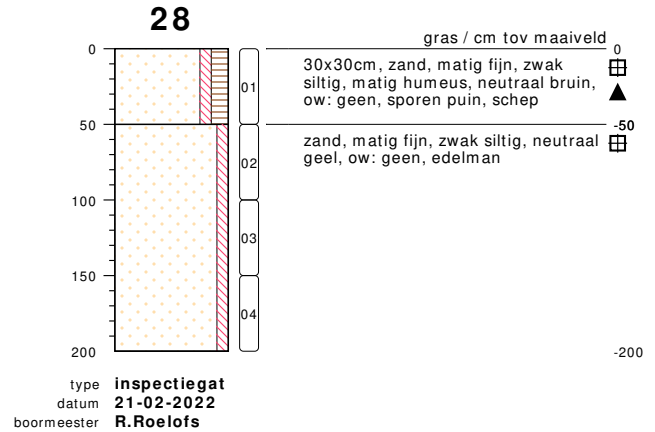 28
gras / cm tov maaiveld
0
0
30x30cm, zand, matig fijn, zwak
siltig, matig humeus, neutraal bruin,
ow: geen, sporen puin, schep
01
50
-50
zand, matig fijn, zwak siltig, neutraal
geel, ow: geen, edelman
02
100
03
150
04
200
-200
type inspectiegat
datum 21-02-2022
boormeester R.Roelofs